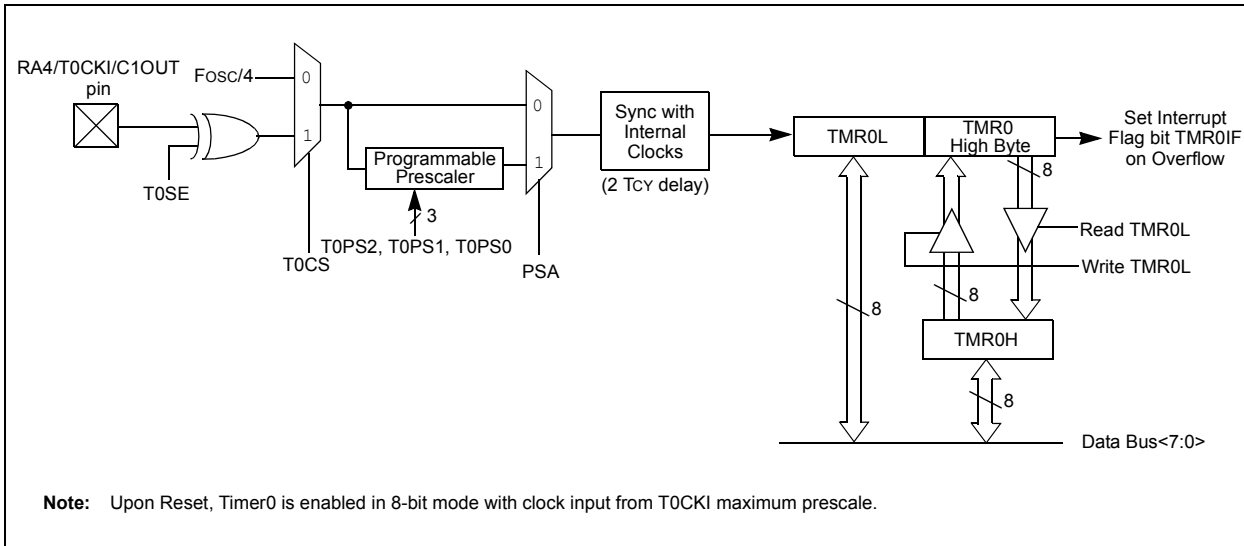 RA4/T0CKI/C1OUT
pin
FOSC/4
0
1
T0SE
T0CS
Programmable
Prescaler
3
T0PS2, T0PS1, T0PS0
0
1
PSA
Sync with
Internal
Clocks
(2 TCY delay)
TMR0L
TMR0
High Byte
Set Interrupt
Flag bit TMR0IF
on Overflow
8
Read TMR0L
Write TMR0L
8
8
TMR0H
8
Data Bus<7:0>
Note: Upon Reset, Timer0 is enabled in 8-bit mode with clock input from T0CKI maximum prescale.